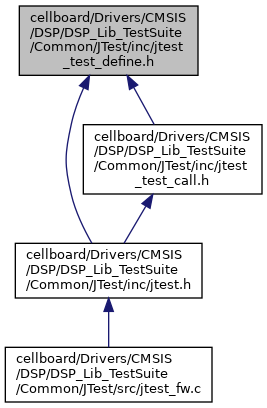 cellboard/Drivers/CMSIS
/DSP/DSP_Lib_TestSuite
/Common/JTest/inc/jtest
_test_define.h
cellboard/Drivers/CMSIS
/DSP/DSP_Lib_TestSuite
/Common/JTest/inc/jtest
_test_call.h
cellboard/Drivers/CMSIS
/DSP/DSP_Lib_TestSuite
/Common/JTest/inc/jtest.h
cellboard/Drivers/CMSIS
/DSP/DSP_Lib_TestSuite
/Common/JTest/src/jtest_fw.c